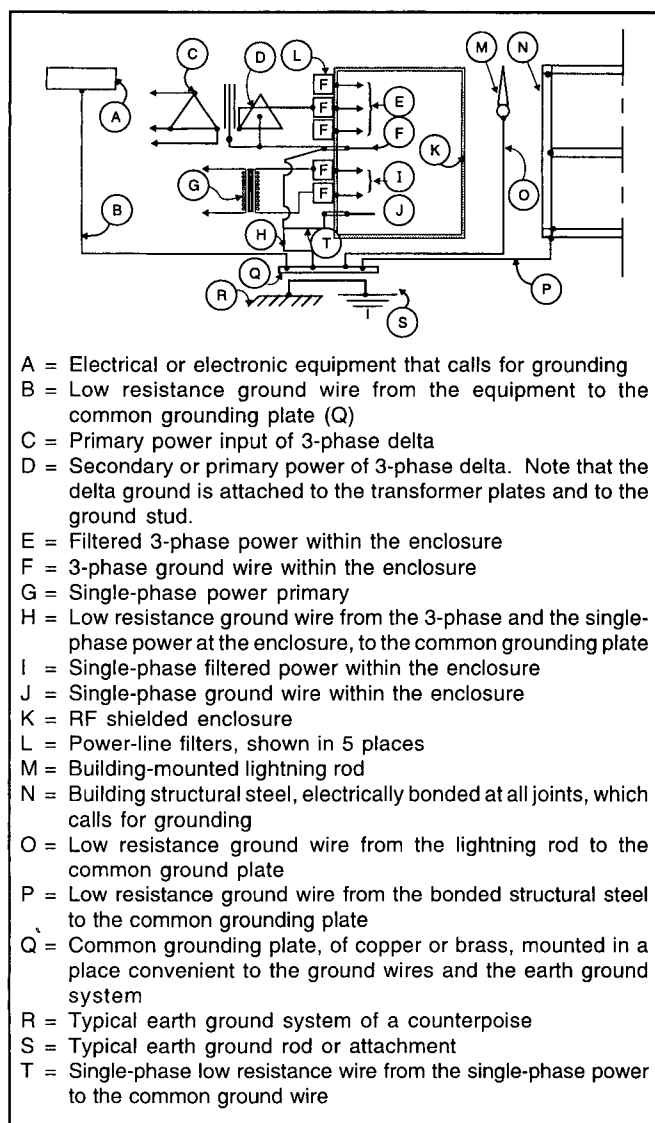 C
D
L
M
N
A
F
F
F
E
F
K
G
F
F
I
J
O
B
H
T
Q
R
S
P
A = Electrical or electronic equipment that calls for grounding
B = Low resistance ground wire from the equipment to the
common grounding plate (Q)
C = Primary power input of 3-phase delta
D = Secondary or primary power of 3-phase delta. Note that the
delta ground is attached to the transformer plates and to the
ground stud.
E = Filtered 3-phase power within the enclosure
F = 3-phase ground wire within the enclosure
G = Single-phase power primary
H = Low resistance ground wire from the 3-phase and the single-
phase power at the enclosure, to the common grounding plate
I = Single-phase filtered power within the enclosure
J = Single-phase ground wire within the enclosure
K = RF shielded enclosure
L = Power-line filters, shown in 5 places
M = Building-mounted lightning rod
N = Building structural steel, electrically bonded at all joints, which
calls for grounding
O = Low resistance ground wire from the lightning rod to the
common ground plate
P = Low resistance ground wire from the bonded structural steel
to the common grounding plate
Q = Common grounding plate, of copper or brass, mounted in a
place convenient to the ground wires and the earth ground
system
R = Typical earth ground system of a counterpoise
S = Typical earth ground rod or attachment
T = Single-phase low resistance wire from the single-phase power
to the common ground wire